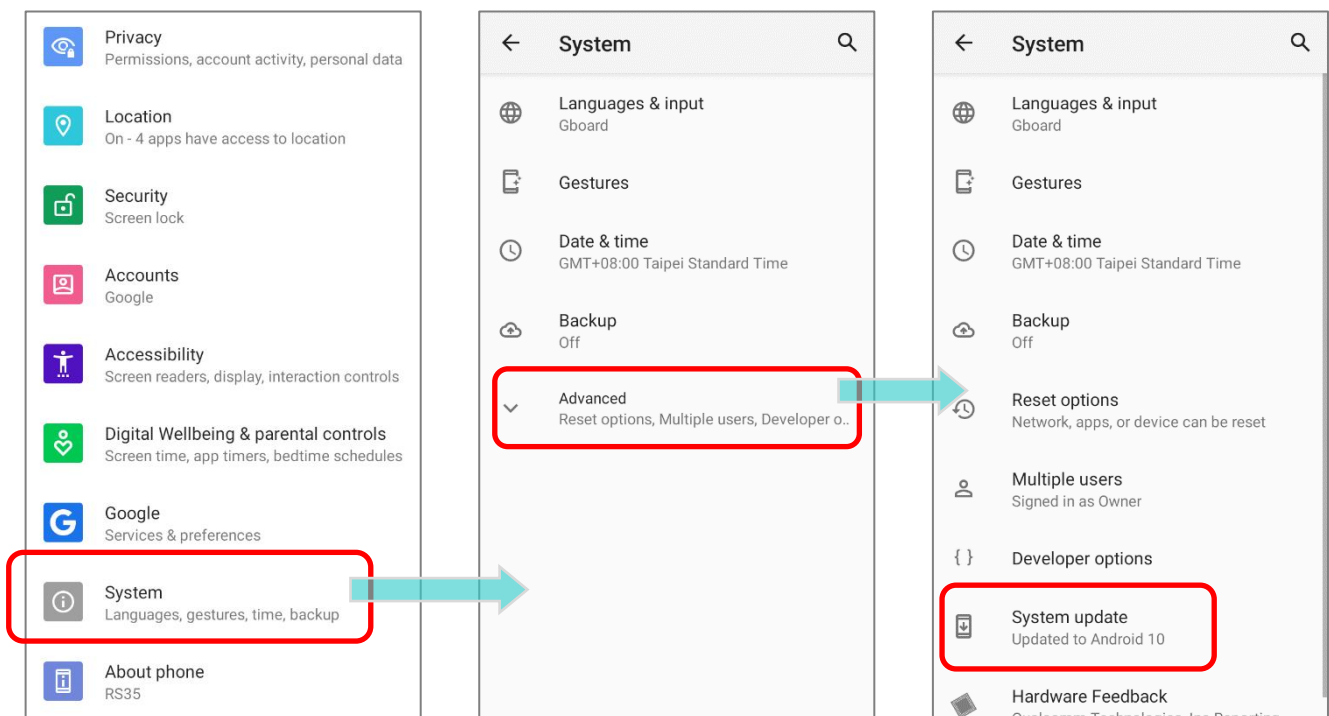 Privacy
Permissions, account activity, personal data
Location
On - 4 apps have access to location
Security
Screen lock
Accounts
Google
Accessibility
Screen readers, display, interaction controls
Digital Wellbeing & parental controls
Screen time, app timers, bedtime schedules
Google
Services & preferences
System
Languages, gestures, time, backup
About phone
RS35
System
Languages & input
Gboard
Gestures
Date & time
GMT+08:00 Taipei Standard Time
Backup
Off
Advanced
Reset options, Multiple users, Developer o..
System
Languages & input
Gboard
Gestures
Date & time
GMT+08:00 Taipei Standard Time
Backup
Off
Reset options
Network, apps, or device can be reset
Multiple users
Signed in as Owner
{ } Developer options
System update
Updated to Android 10
Hardware Feedback
Qualcomm Technologies, Inc Reporting